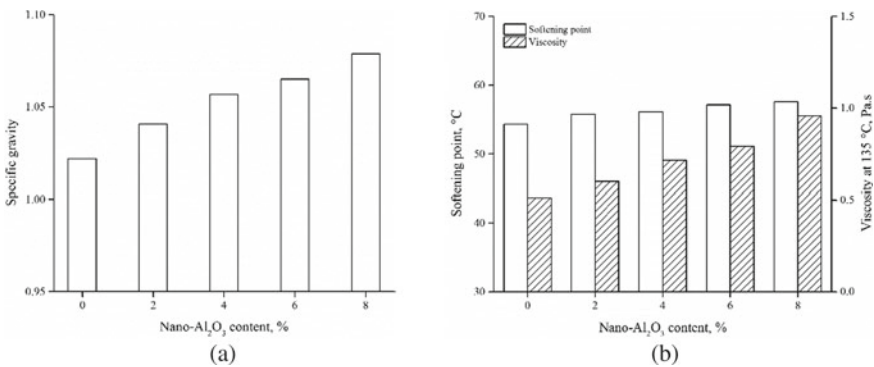 1.10
1.05
1.00
0.95
Specific gravity
0 2 4 6 8
Nano-Al₂O₃ content, %
(a)
Softening point
Viscosity
70
60
50
40
30
Softening point, °C
1.5
1.0
0.5
0.0
Viscosity at 135 °C, Pa.s
0 2 4 6 8
Nano-Al₂O₃ content, %
(b)